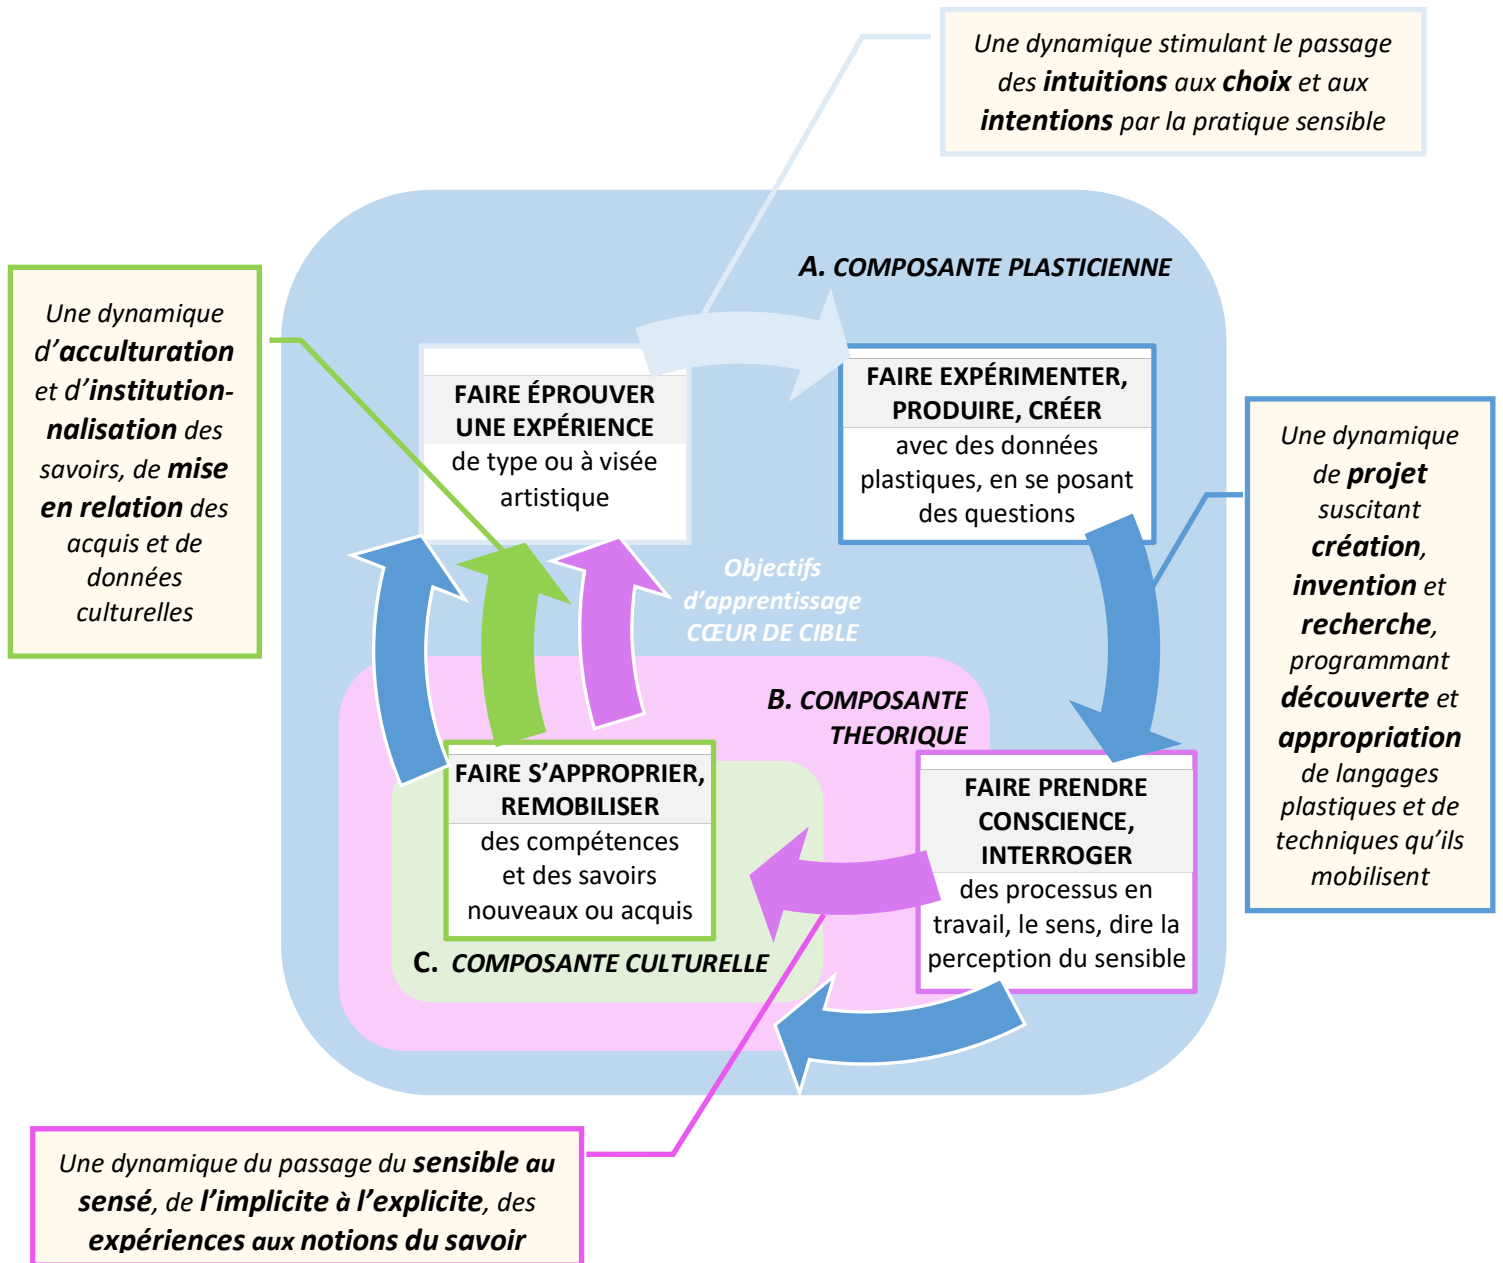 Une dynamique stimulant le passage
des intuitions aux choix et aux
intentions par la pratique sensible
A. COMPOSANTE PLASTICIENNE
Une dynamique
d’acculturation
et d’institution-
nalisation des
savoirs, de mise
en relation des
acquis et de
données
culturelles
FAIRE ÉPROUVER
UNE EXPÉRIENCE
de type ou à visée
artistique
FAIRE EXPÉRIMENTER,
PRODUIRE, CRÉER
avec des données
plastiques, en se posant
des questions
Une dynamique
de projet
suscitant
création,
invention et
recherche,
programmant
découverte et
appropriation
de langages
plastiques et de
techniques qu’ils
mobilisent
Objectifs
d’apprentissage
CŒUR DE CIBLE
B. COMPOSANTE
THEORIQUE
FAIRE S’APPROPRIER,
REMOBILISER
des compétences
et des savoirs
nouveaux ou acquis
FAIRE PRENDRE
CONSCIENCE,
INTERROGER
des processus en
travail, le sens, dire la
perception du sensible
C. COMPOSANTE CULTURELLE
Une dynamique du passage du sensible au
sensé, de l’implicite à l’explicite, des
expériences aux notions du savoir